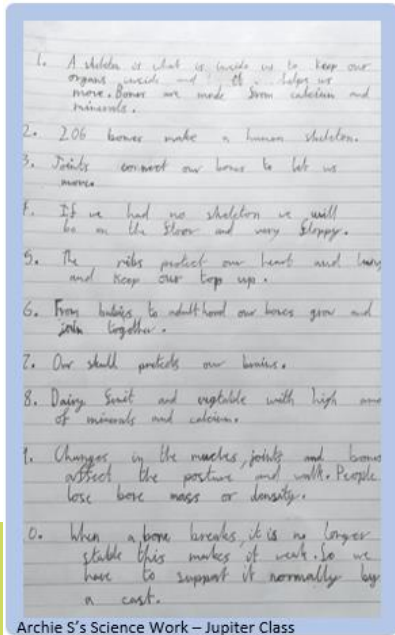 1. A skeleton is what is inside us to keep our
organs inside and it helps us
move. Bones are made from calcium and
minerals.
2. 206 bones make a human skeleton.
3. Joints connect our bones to let us
move.
4. If we had no skeleton we will
be on the floor and very floppy.
5. The ribs protect our heart and lungs
and keep our top up.
6. From babies to adulthood our bones grow and
join together.
7. Our skull protects our brains.
8. Dairy fruit and vegtable with high
of minerals and calcium.
9. Changes in the muscles, joints and bones
affect the posture and walk. People
lose bone mass or density.
0. When a bone breaks, it is no longer
stable this makes it weak. So we
have to support it normally by
a cast.
Archie S's Science Work – Jupiter Class